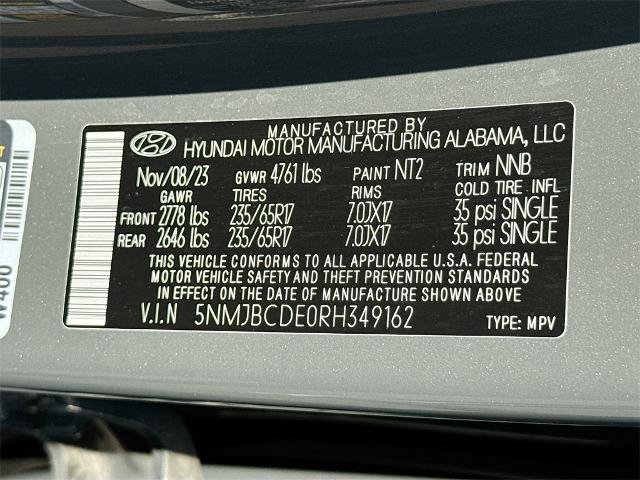 MANUFACTURED BY
HYUNDAI MOTOR MANUFACTURING ALABAMA, LLC
Nov/08/23 GVWR 4761 lbs PAINT NT2 TRIM NNB
GAWR TIRES RIMS COLD TIRE INFL
FRONT 2778 lbs 235/65R17 7.0JX17 35 psi SINGLE
REAR 2646 lbs 235/65R17 7.0JX17 35 psi SINGLE
THIS VEHICLE CONFORMS TO ALL APPLICABLE U.S.A. FEDERAL
MOTOR VEHICLE SAFETY AND THEFT PREVENTION STANDARDS
IN EFFECT ON THE DATE OF MANUFACTURE SHOWN ABOVE
V.I.N 5NMJBCDE0RH349162 TYPE: MPV
W400